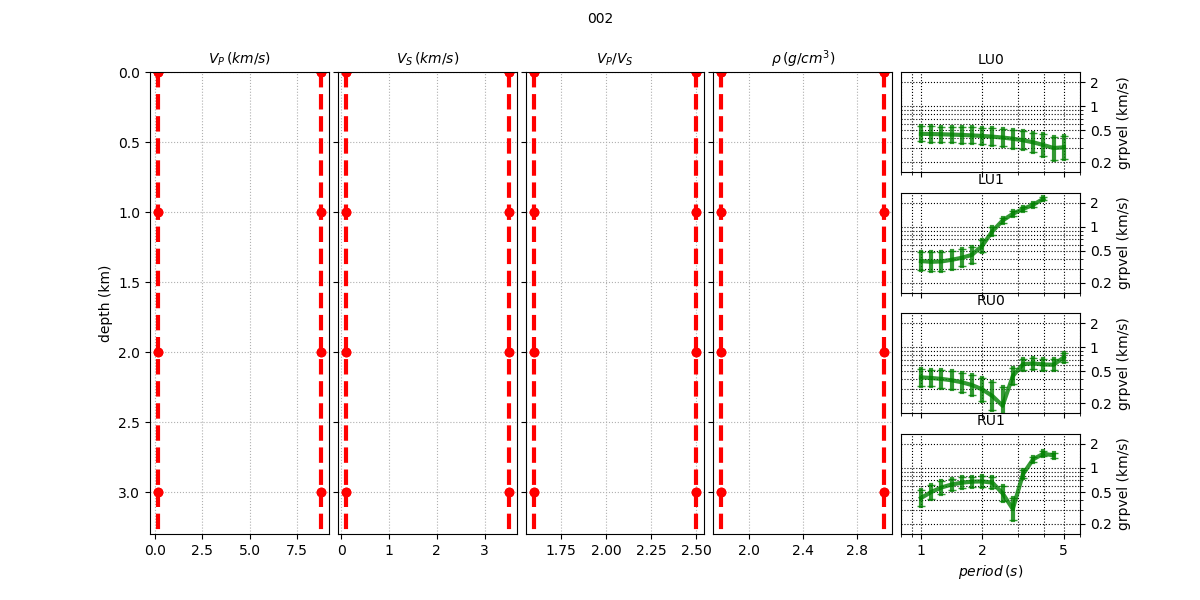 002
V_P (km/s) V_S (km/s) V_P/V_S ρ (g/cm³) LU0
depth (km)
0.0
0.5
1.0
1.5
2.0
2.5
3.0
0.0 2.5 5.0 7.5
0 1 2 3
1.75 2.00 2.25 2.50
2.0 2.4 2.8
2
1
0.5
0.2
grpvel (km/s)
LU1
2
1
0.5
0.2
grpvel (km/s)
RU0
2
1
0.5
0.2
grpvel (km/s)
RU1
2
1
0.5
0.2
grpvel (km/s)
1 2 5
period (s)